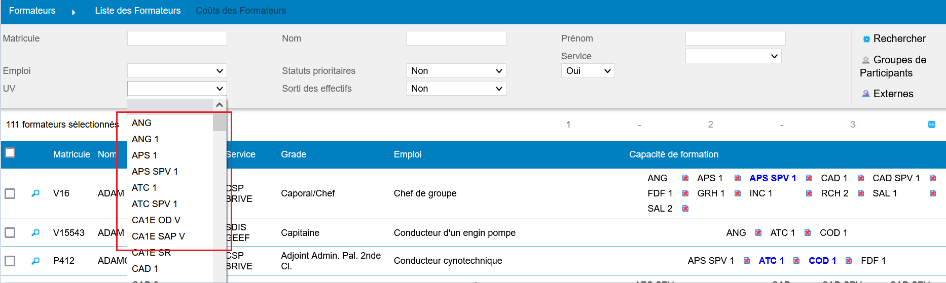 Formateurs Liste des Formateurs Coûts des Formateurs
Matricule Nom Prénom
Service
Emploi Statuts prioritaires Non Oui
UV Sorti des effectifs Non
Rechercher
Groupes de
Participants
Externes
111 formateurs sélectionnés 1 - 2 - 3
ANG
ANG 1
APS 1
APS SPV 1
ATC 1
ATC SPV 1
CA1E OD V
CA1E SAP V
CA1E SR
CAD 1
Matricule Nom Service Grade Emploi Capacité de formation
V16 ADAM CSP BRIVE Caporal/Chef Chef de groupe
ANG APS 1 APS SPV 1 CAD 1 CAD SPV 1
FDF 1 GRH 1 INC 1 RCH 2 SAL 1
SAL 2
V15543 ADAM SDIS GEEF Capitaine Conducteur d'un engin pompe ANG ATC 1 COD 1
P412 ADAM CSP BRIVE Adjoint Admin. Pal. 2nde Cl. Conducteur cynotechnique APS SPV 1 ATC 1 COD 1 FDF 1